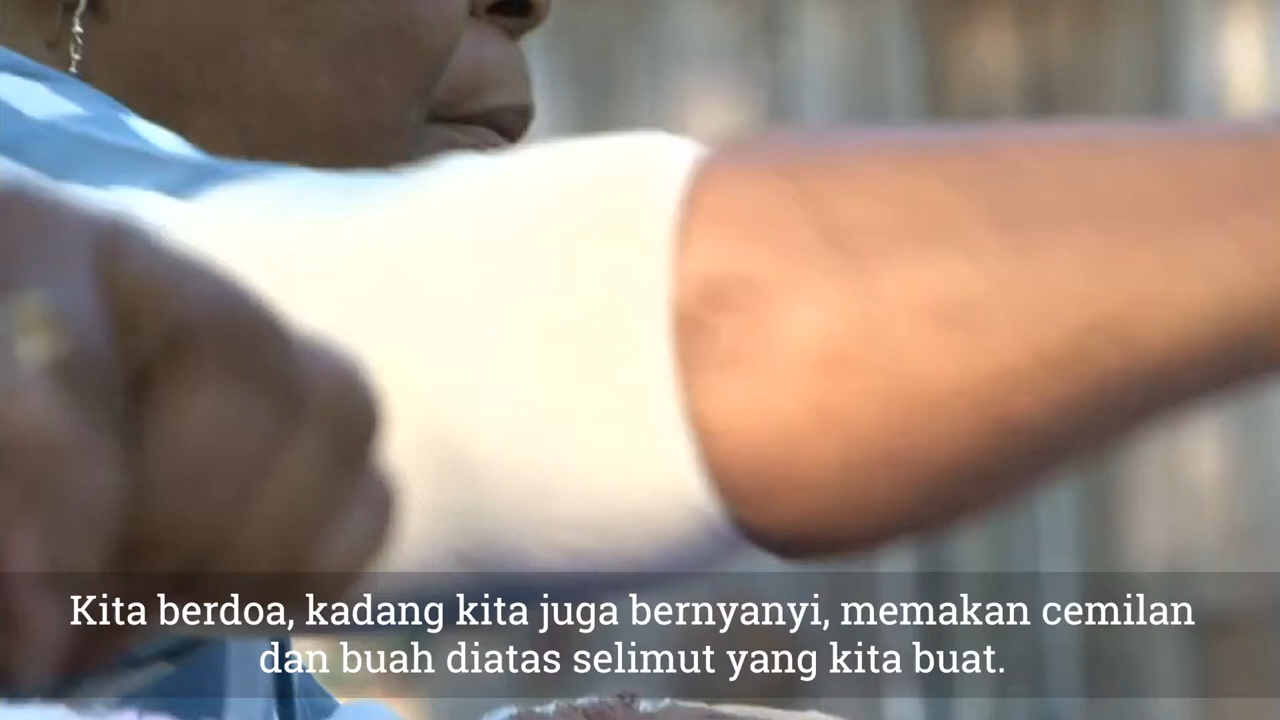 Kita berdoa, kadang kita juga bernyanyi, memakan cemilan
dan buah diatas selimut yang kita buat.